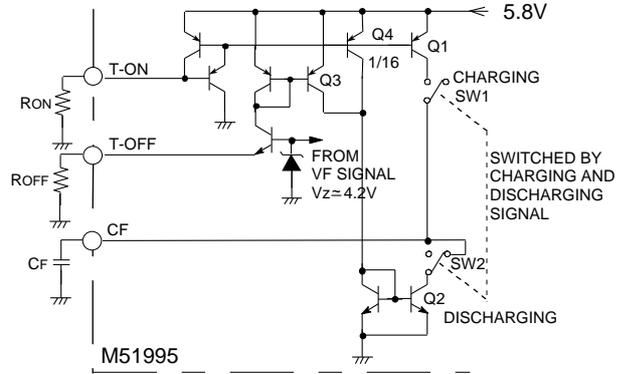 5.8V
Q4
Q1
T-ON
1/16
Q3
CHARGING
SW1
RON
T-OFF
FROM
VF SIGNAL
Vz≃4.2V
SWITCHED BY
CHARGING AND
DISCHARGING
SIGNAL
ROFF
CF
SW2
CF
Q2
DISCHARGING
M51995